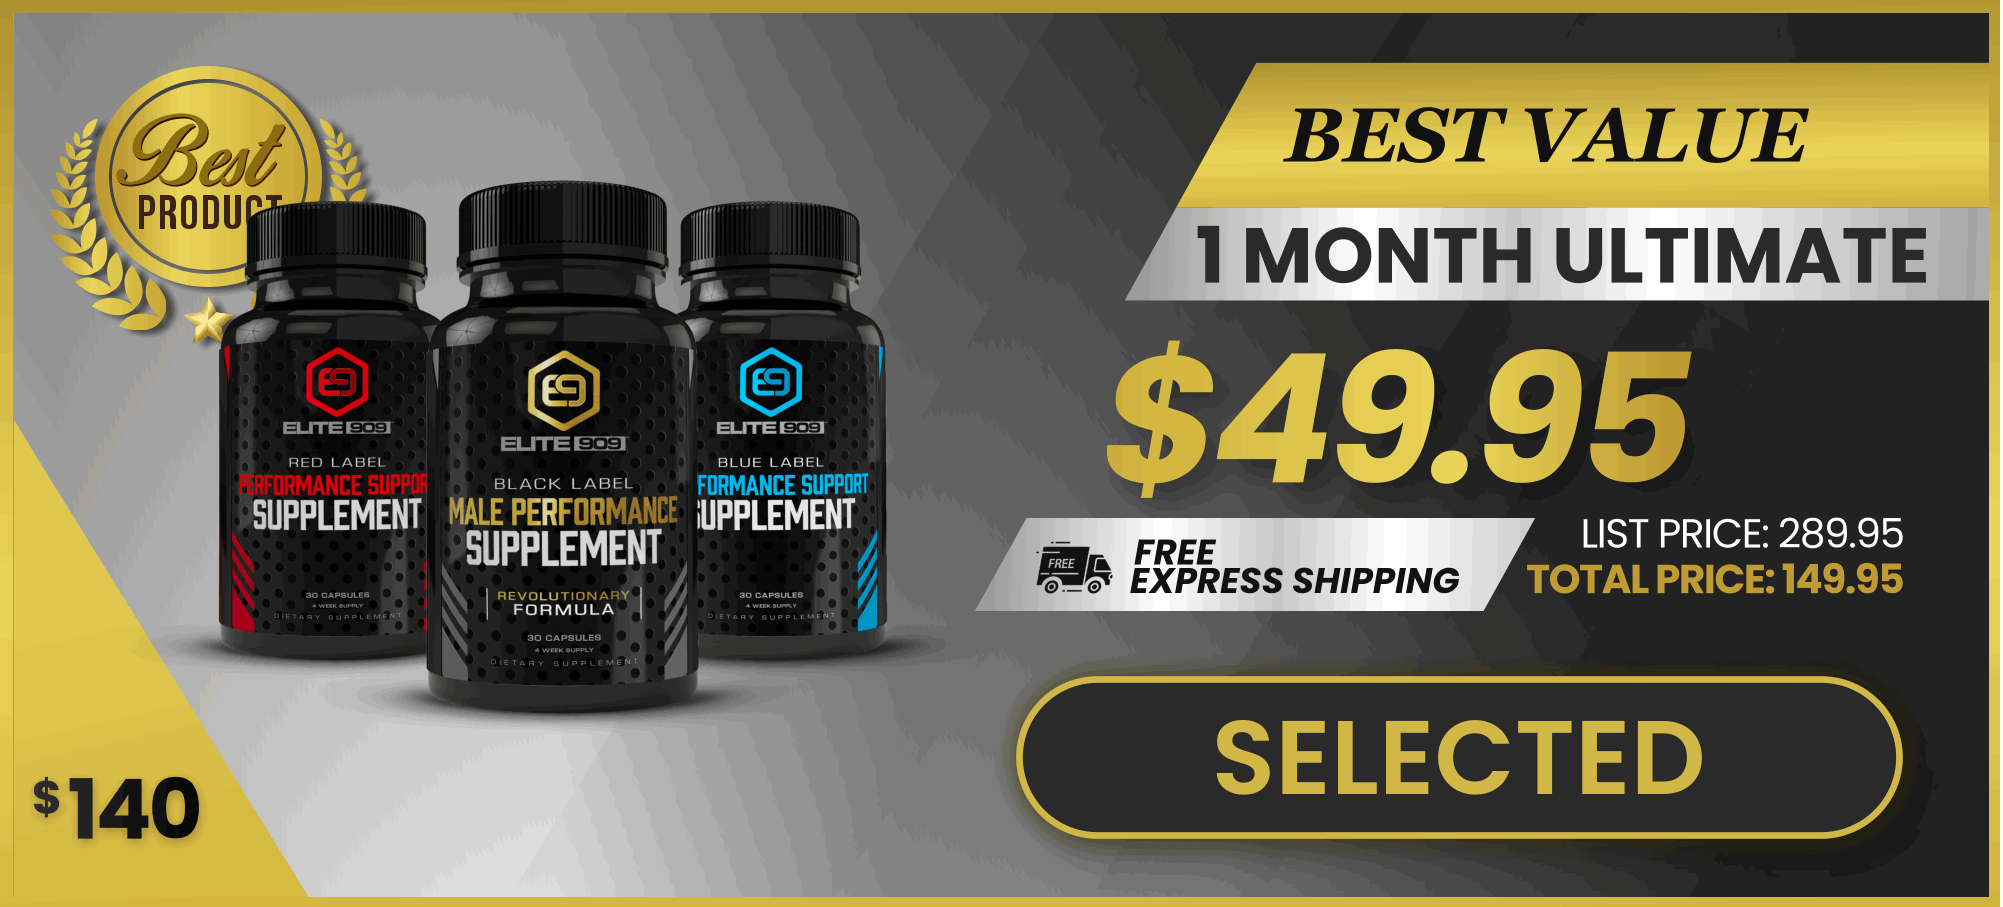 Best
PRODUCT
E9
ELITE 909
RED LABEL
PERFORMANCE SUPPOR
SUPPLEMENT
30 CAPSULES
4 WEEK SUPPLY
DIETARY SUPPLEMENT
E9
ELITE 909
BLACK LABEL
MALE PERFORMANCE
SUPPLEMENT
REVOLUTIONARY
FORMULA
30 CAPSULES
4 WEEK SUPPLY
DIETARY SUPPLEMENT
E9
ELITE 909
BLUE LABEL
FORMANCE SUPPORT
SUPPLEMENT
30 CAPSULES
4 WEEK SUPPLY
DIETARY SUPPLEMENT
$140
BEST VALUE
1 MONTH ULTIMATE
$49.95
FREE
FREE
EXPRESS SHIPPING
LIST PRICE: 289.95
TOTAL PRICE: 149.95
SELECTED